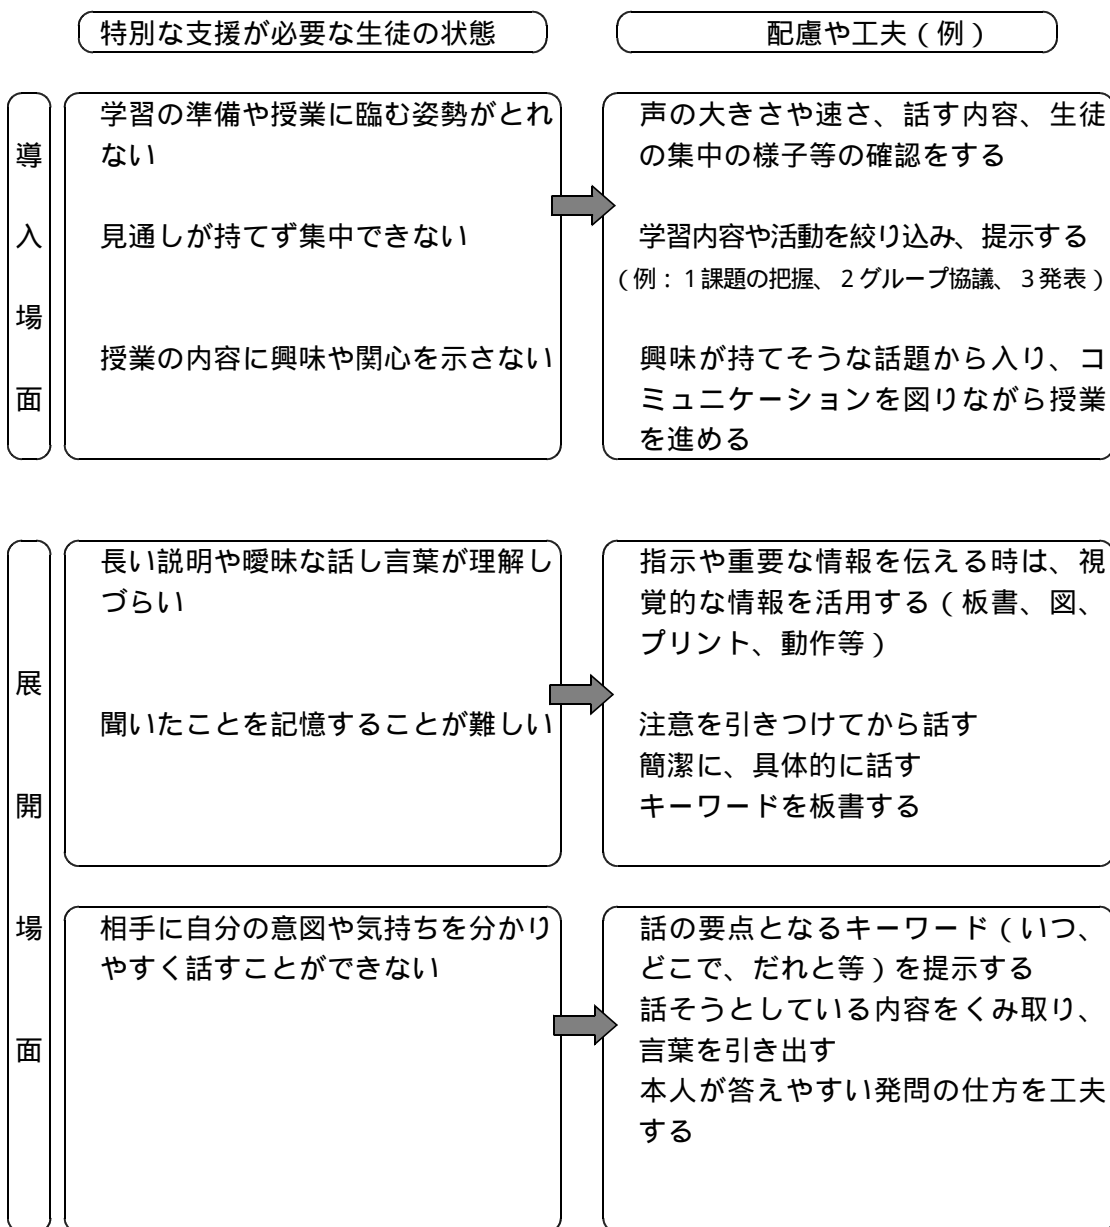 特別な支援が必要な生徒の状態
配慮や工夫(例)
導入場面
学習の準備や授業に臨む姿勢がとれ
ない
見通しが持てず集中できない
授業の内容に興味や関心を示さない
声の大きさや速さ、話す内容、生徒
の集中の様子等の確認をする
学習内容や活動を絞り込み、提示する
(例:1課題の把握、2グループ協議、3発表)
興味が持てそうな話題から入り、コ
ミュニケーションを図りながら授業
を進める
展開場面
長い説明や曖昧な話し言葉が理解し
づらい
聞いたことを記憶することが難しい
指示や重要な情報を伝える時は、視
覚的な情報を活用する(板書、図、
プリント、動作等)
注意を引きつけてから話す
簡潔に、具体的に話す
キーワードを板書する
相手に自分の意図や気持ちを分かり
やすく話すことができない
話の要点となるキーワード(いつ、
どこで、だれと等)を提示する
話そうとしている内容をくみ取り、
言葉を引き出す
本人が答えやすい発問の仕方を工夫
する